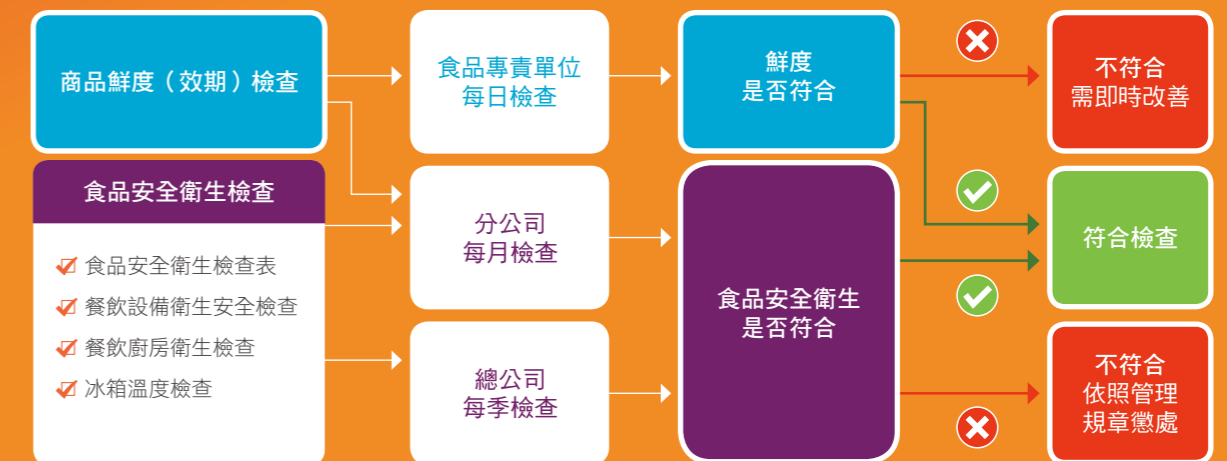 商品鮮度（效期）檢查
食品專責單位
每日檢查
鮮度
是否符合
不符合
需即時改善
食品安全衛生檢查
食品安全衛生檢查表
餐飲設備衛生安全檢查
餐飲廚房衛生檢查
冰箱溫度檢查
分公司
每月檢查
總公司
每季檢查
食品安全衛生
是否符合
符合檢查
不符合
依照管理
規章懲處